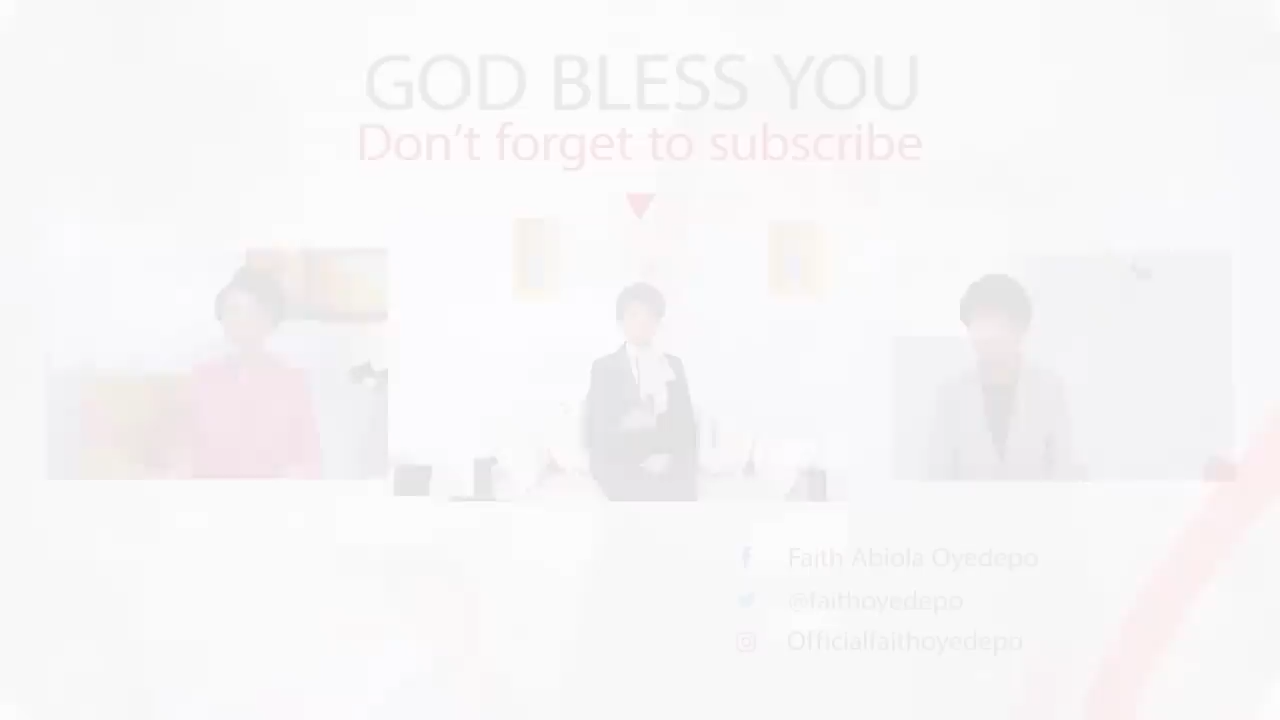 GOD BLESS YOU
Don't forget to subscribe
Faith Abiola Oyedepo
@faithoyedepo
Officialfaithoyedepo